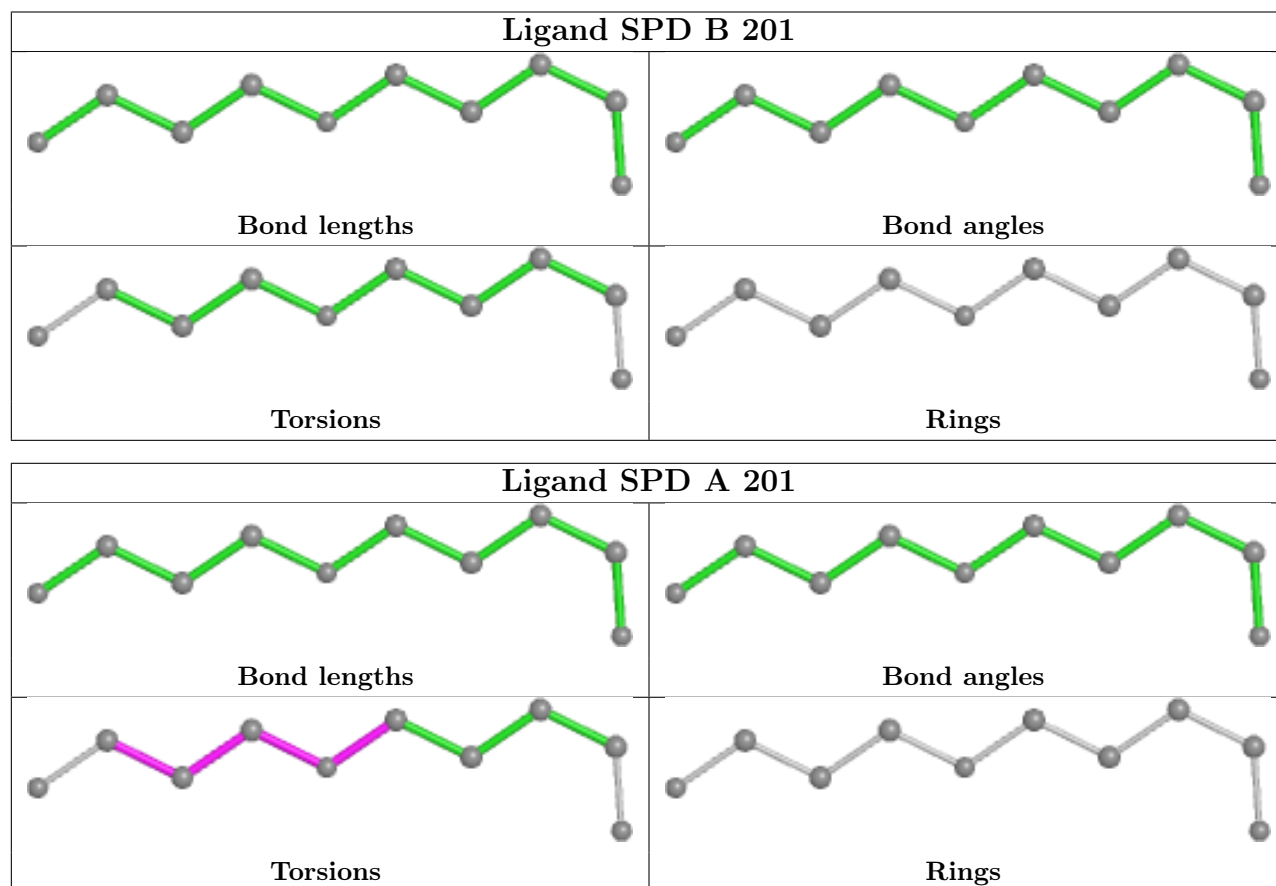 Ligand SPD B 201
Bond lengths
Bond angles
Torsions
Rings
Ligand SPD A 201
Bond lengths
Bond angles
Torsions
Rings